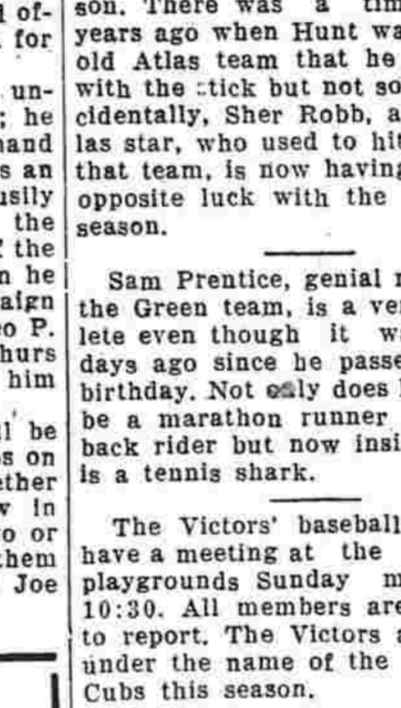 l of-
for
un-
; he
hand
s an
usily
the
f the
n he
aign
eo P.
hurs
him
l be
os on
ether
w in
o or
them
Joe
son. There was a tim
years ago when Hunt wa
old Atlas team that he
with the stick but not so
cidentally, Sher Robb, a
las star, who used to hit
that team, is now having
opposite luck with the
season.
Sam Prentice, genial
the Green team, is a ve
lete even though it w
days ago since he passe
birthday. Not only does
be a marathon runner
back rider but now insi
is a tennis shark.
The Victors' baseball
have a meeting at the
playgrounds Sunday m
10:30. All members are
to report. The Victors a
under the name of the
Cubs this season.